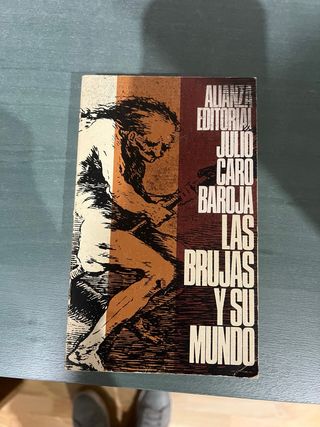 ALIANZA
EDITORIAL
JULIO
CARO
BAROJA
LAS
BRUJAS
Y SU
MUNDO